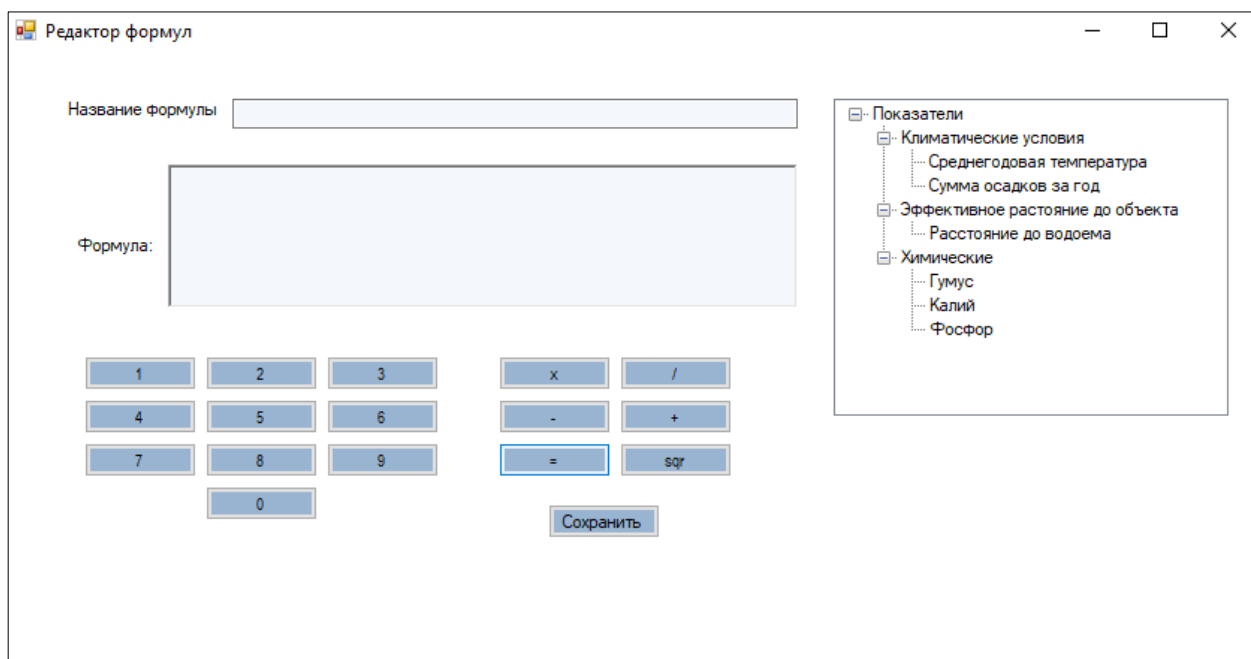 Редактор формул
Название формулы
Формула:
1 2 3
4 5 6
7 8 9
0
x /
- +
= sqr
Сохранить
Показатели
Климатические условия
Среднегодовая температура
Сумма осадков за год
Эффективное растояние до объекта
Расстояние до водоема
Химические
Гумус
Калий
Фосфор